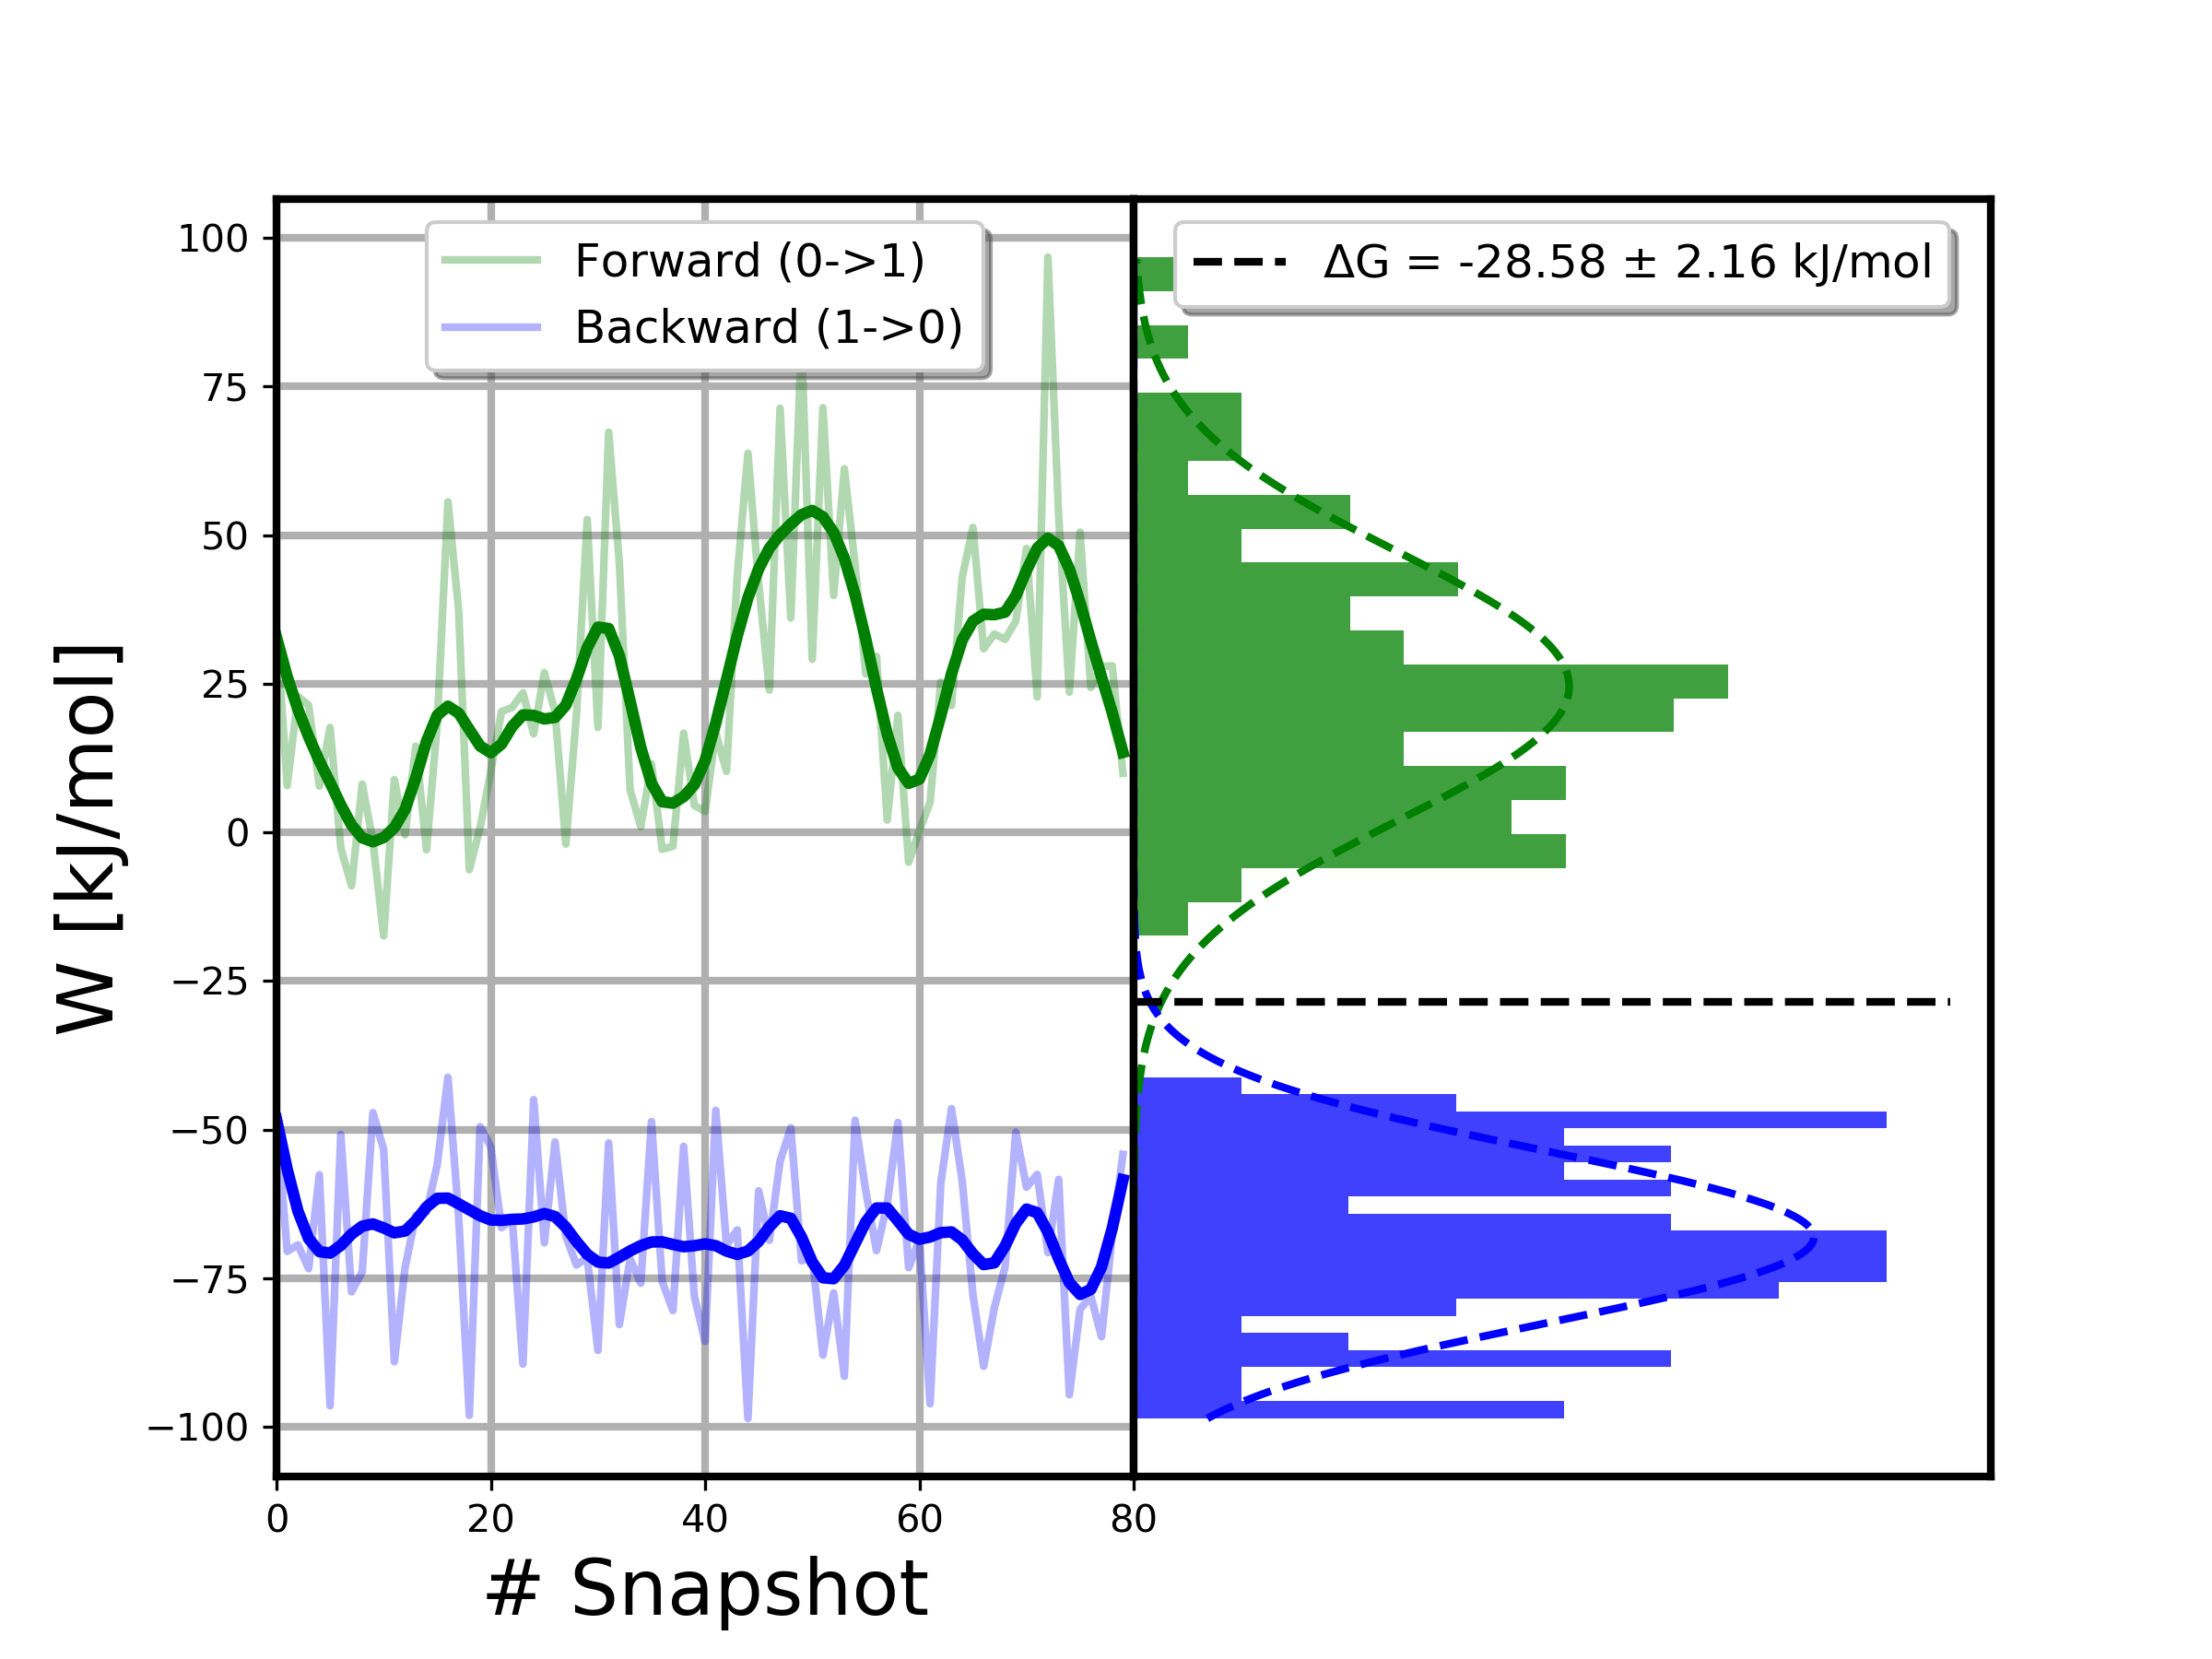 W [kJ/mol]
100
75
50
25
0
−25
−50
−75
−100
Forward (0->1)
Backward (1->0)
ΔG = -28.58 ± 2.16 kJ/mol
0 20 40 60 80
# Snapshot